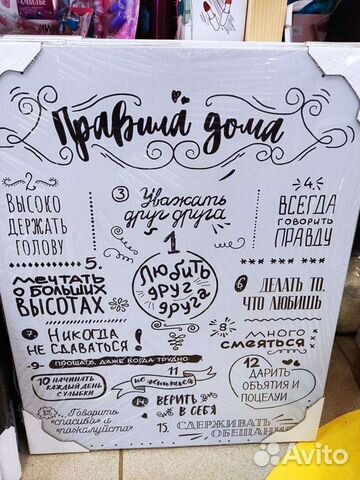 Правила дома
2
Высоко
держать
голову
3
Уважать
друг друга
4.
Всегда
говорить
правду
1
Любить
друг
друга
5.
Мечтать
о больших
высотах
6
Делать то,
что любишь
7
Никогда
не сдаваться!
8
Много
смеяться
-9- Прощать, даже когда трудно
10 Начинать
каждый день
с улыбки
11
не жениться
12
Дарить
объятия и
поцелуи
Говорить
«спасибо» и
«пожалуйста»
14.
Верить
в себя
15. Сдерживать
обещания
Avito